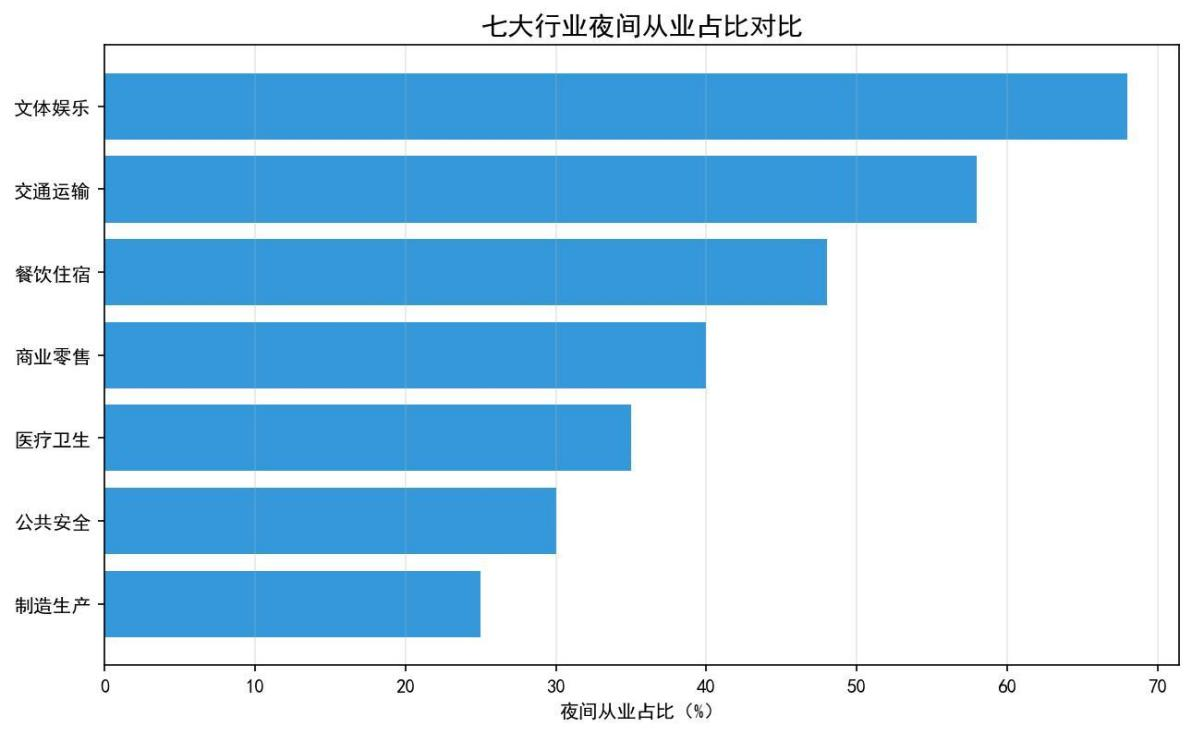 七大行业夜间从业占比对比
文体娱乐
交通运输
餐饮住宿
商业零售
医疗卫生
公共安全
制造生产
0 10 20 30 40 50 60 70
夜间从业占比（%）